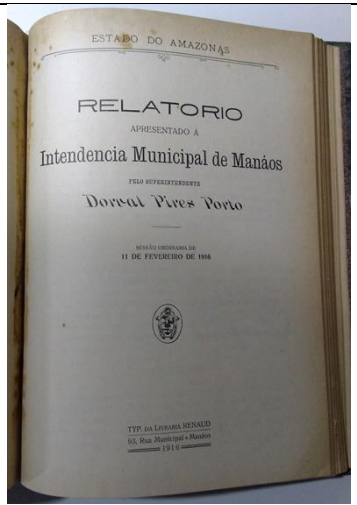 ESTADO DO AMAZONAS
RELATORIO
APRESENTADO Á
Intendencia Municipal de Manáos
PELO SUPERINTENDENTE
Dorval Pires Porto
SESSÃO ORDINARIA DE
11 DE FEVEREIRO DE 1916
TYP. DA LIVRARIA RENAUD
93, Rua Municipal • Manáos
1916